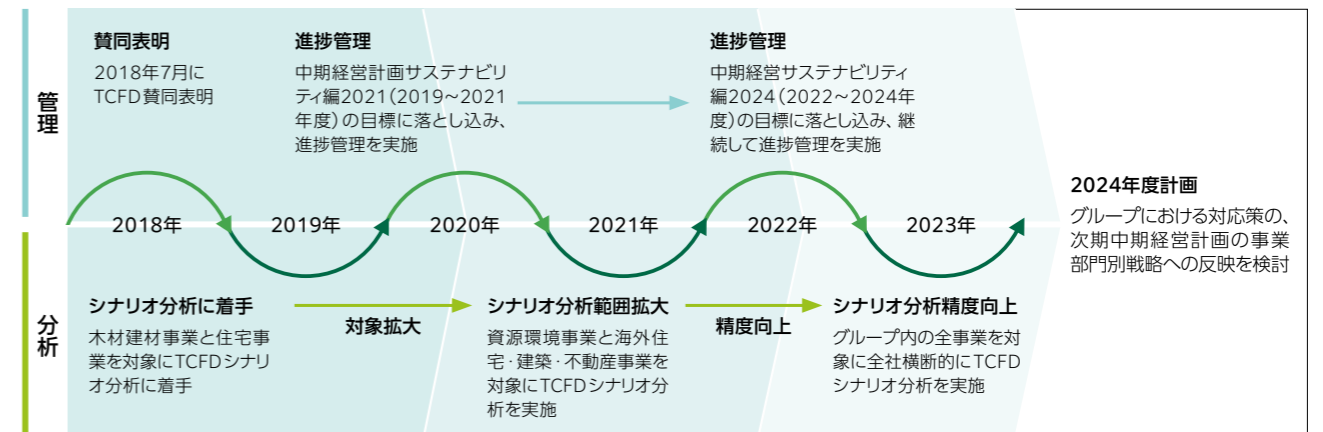 管理
賛同表明
2018年7月に
TCFD賛同表明
進捗管理
中期経営計画サステナビリ
ティ編2021(2019〜2021
年度)の目標に落とし込み、
進捗管理を実施
進捗管理
中期経営サステナビリティ
編2024(2022〜2024年
度)の目標に落とし込み、継
続して進捗管理を実施
2018年
2019年
2020年
2021年
2022年
2023年
2024年度計画
グループにおける対応策の、
次期中期経営計画の事業
部門別戦略への反映を検討
分析
シナリオ分析に着手
木材建材事業と住宅事
業を対象にTCFDシナリ
オ分析に着手
対象拡大
シナリオ分析範囲拡大
資源環境事業と海外住
宅・建築・不動産事業を
対象にTCFDシナリオ分
析を実施
精度向上
シナリオ分析精度向上
グループ内の全事業を対
象に全社横断的にTCFD
シナリオ分析を実施